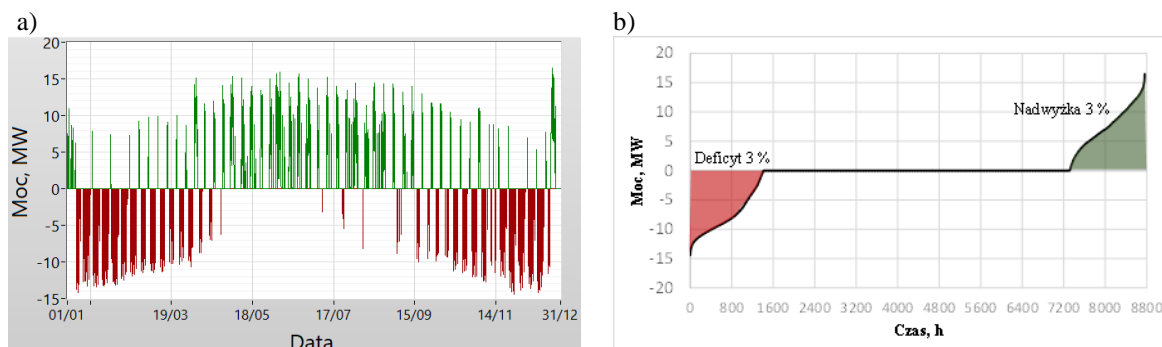 a)
20
15
10
5
0
-5
-10
-15
Moc, MW
01/01 19/03 18/05 17/07 15/09 14/11 31/12
Data
b)
20
15
10
5
0
-5
-10
-15
-20
Moc, MW
Deficyt 3 %
Nadwyżka 3 %
0 800 1600 2400 3200 4000 4800 5600 6400 7200 8000 8800
Czas, h